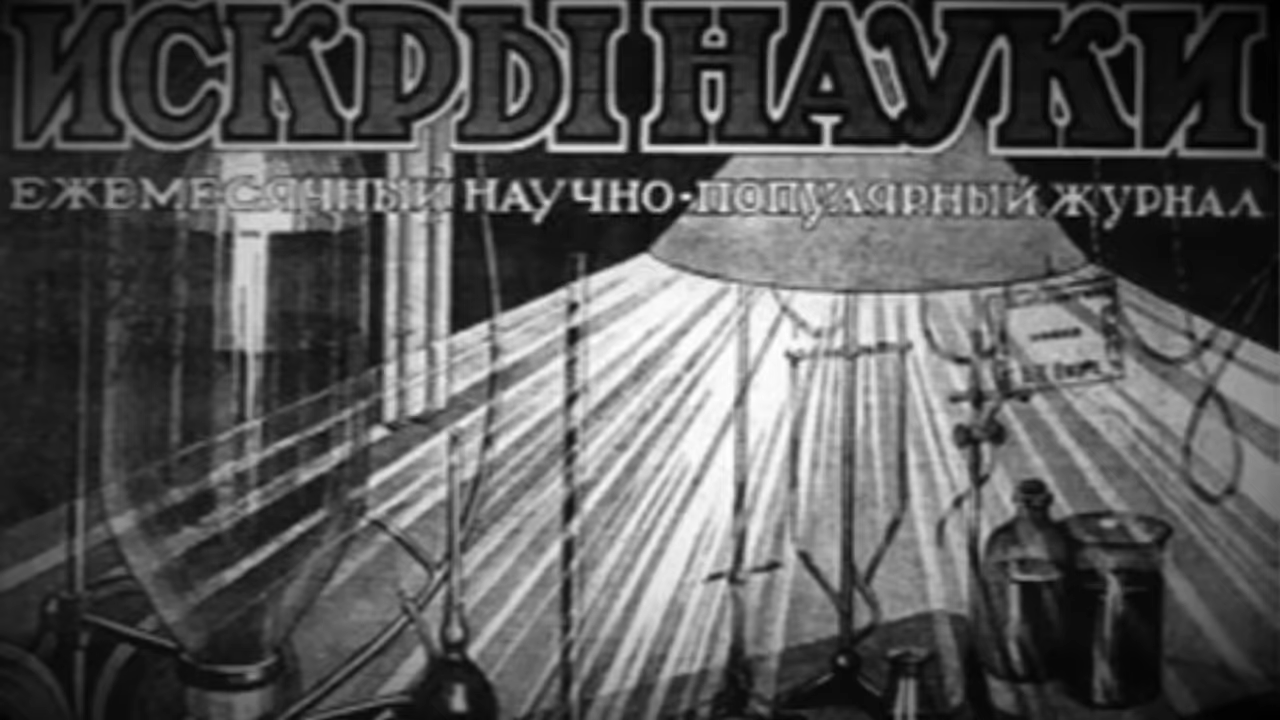 ИСКРЫ НАУКИ
ЕЖЕМЕСЯЧНЫЙ НАУЧНО-ПОПУЛЯРНЫЙ ЖУРНАЛ